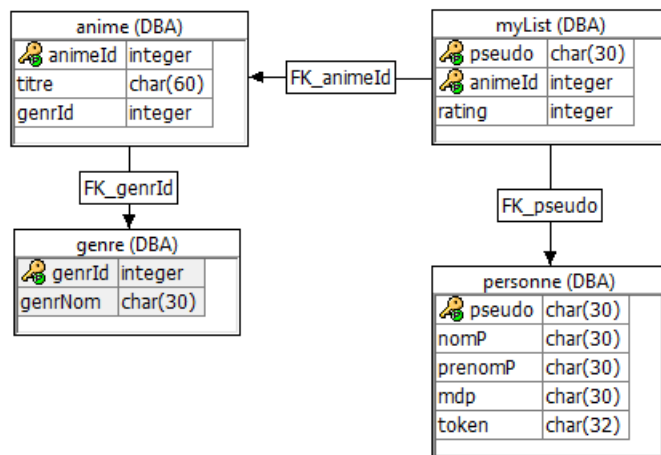 anime (DBA)
animeId integer
titre char(60)
genrId integer
FK_animeId
myList (DBA)
pseudo char(30)
animeId integer
rating integer
FK_genrId
FK_pseudo
genre (DBA)
genrId integer
genrNom char(30)
personne (DBA)
pseudo char(30)
nomP char(30)
prenomP char(30)
mdp char(30)
token char(32)